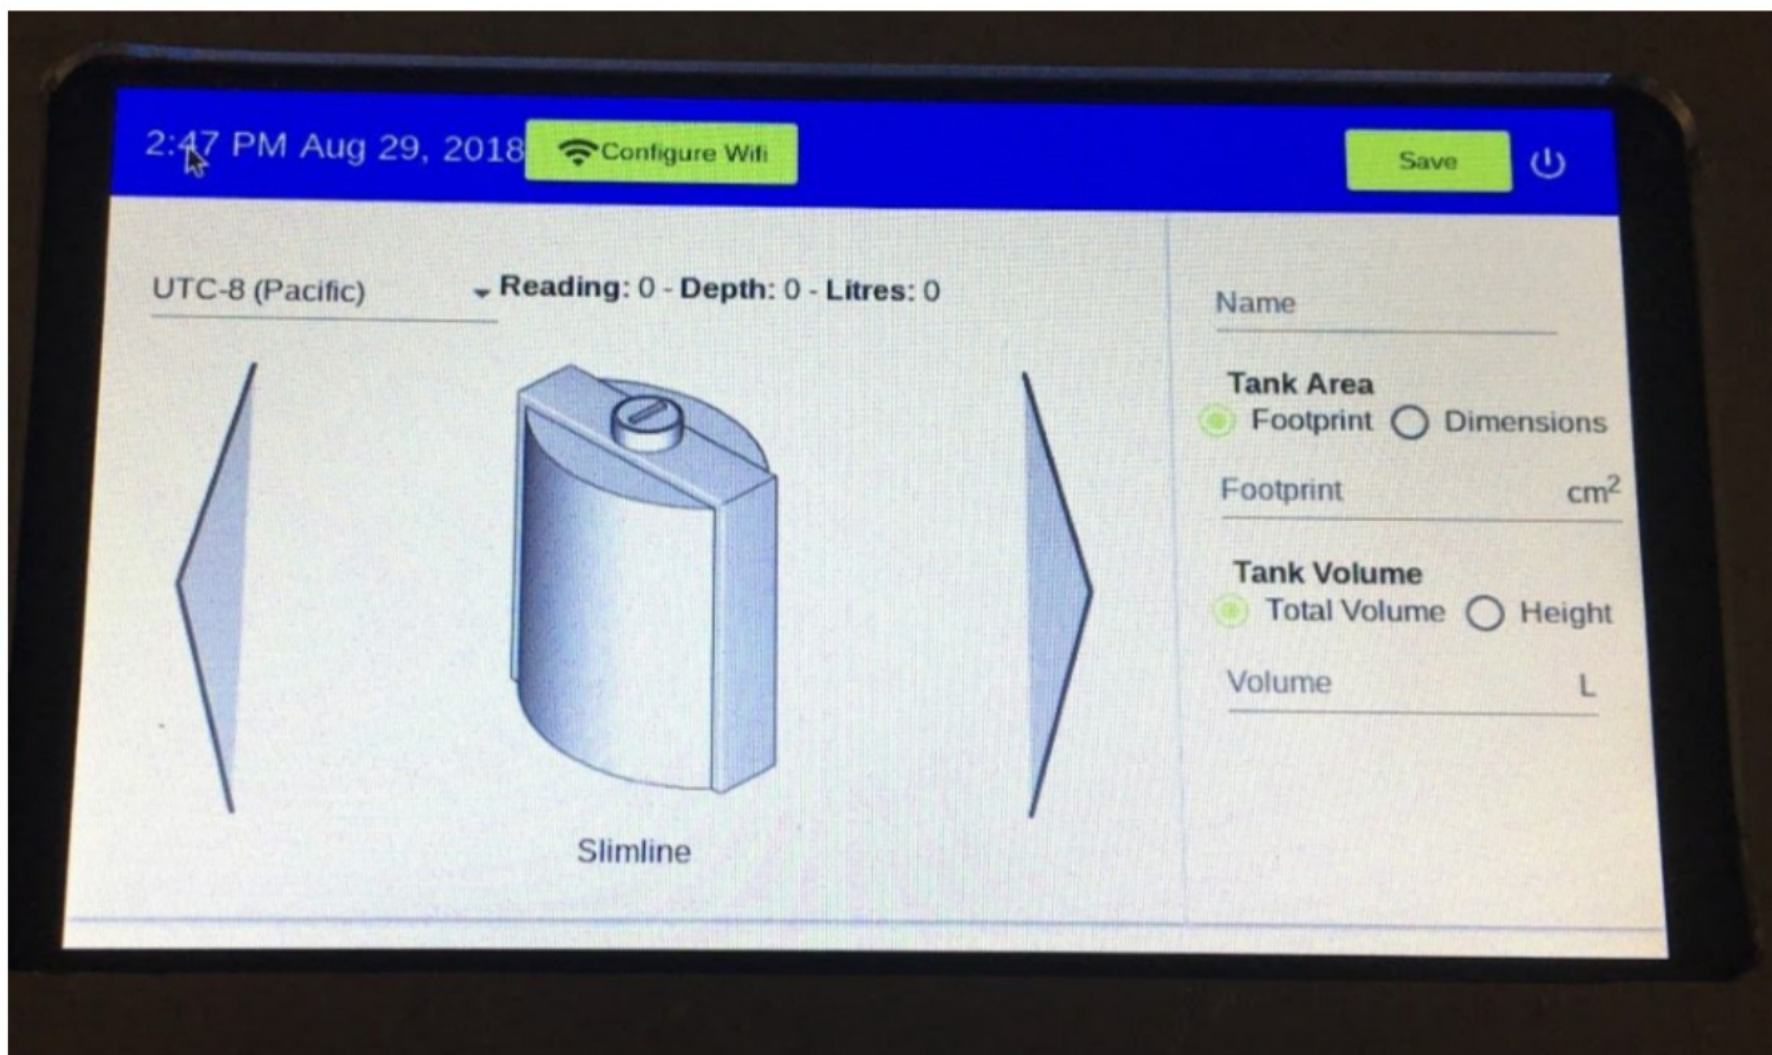 2:47 PM Aug 29, 2018 Configure Wifi Save
UTC-8 (Pacific) Reading: 0 - Depth: 0 - Litres: 0
Slimline
Name
Tank Area
Footprint Dimensions
Footprint cm²
Tank Volume
Total Volume Height
Volume L